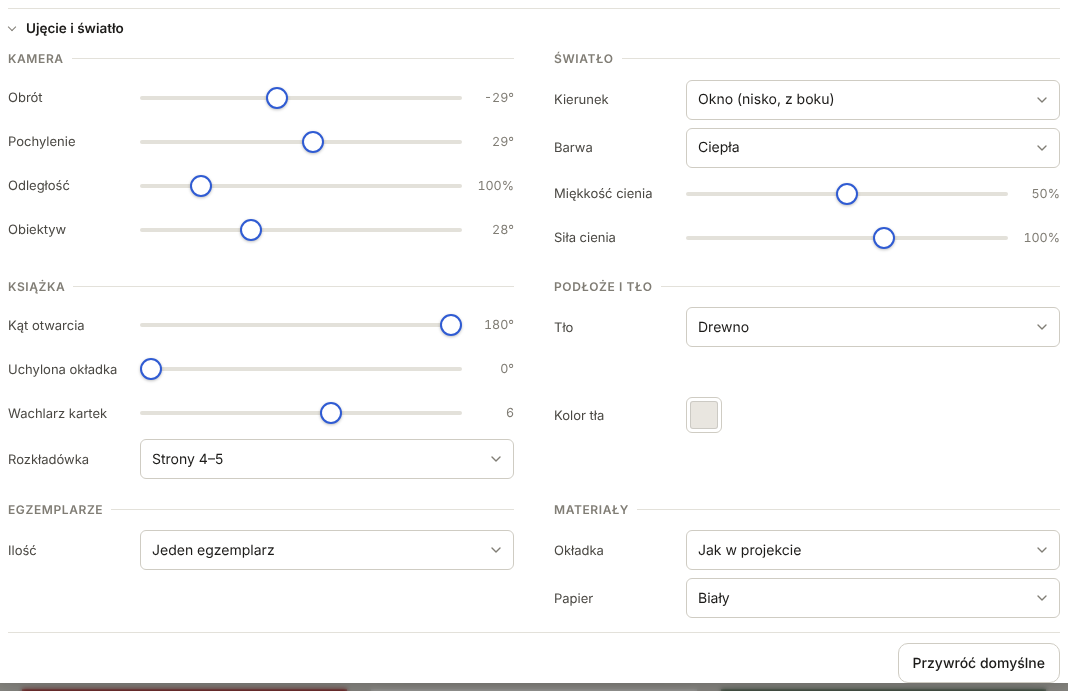 Ujęcie i światło
KAMERA
Obrót -29°
Pochylenie 29°
Odległość 100%
Obiektyw 28°
ŚWIATŁO
Kierunek Okno (nisko, z boku)
Barwa Ciepła
Miękkość cienia 50%
Siła cienia 100%
KSIĄŻKA
Kąt otwarcia 180°
Uchylona okładka 0°
Wachlarz kartek 6
Rozkładówka Strony 4–5
PODŁOŻE I TŁO
Tło Drewno
Kolor tła
EGZEMPLARZE
Ilość Jeden egzemplarz
MATERIAŁY
Okładka Jak w projekcie
Papier Biały
Przywróć domyślne